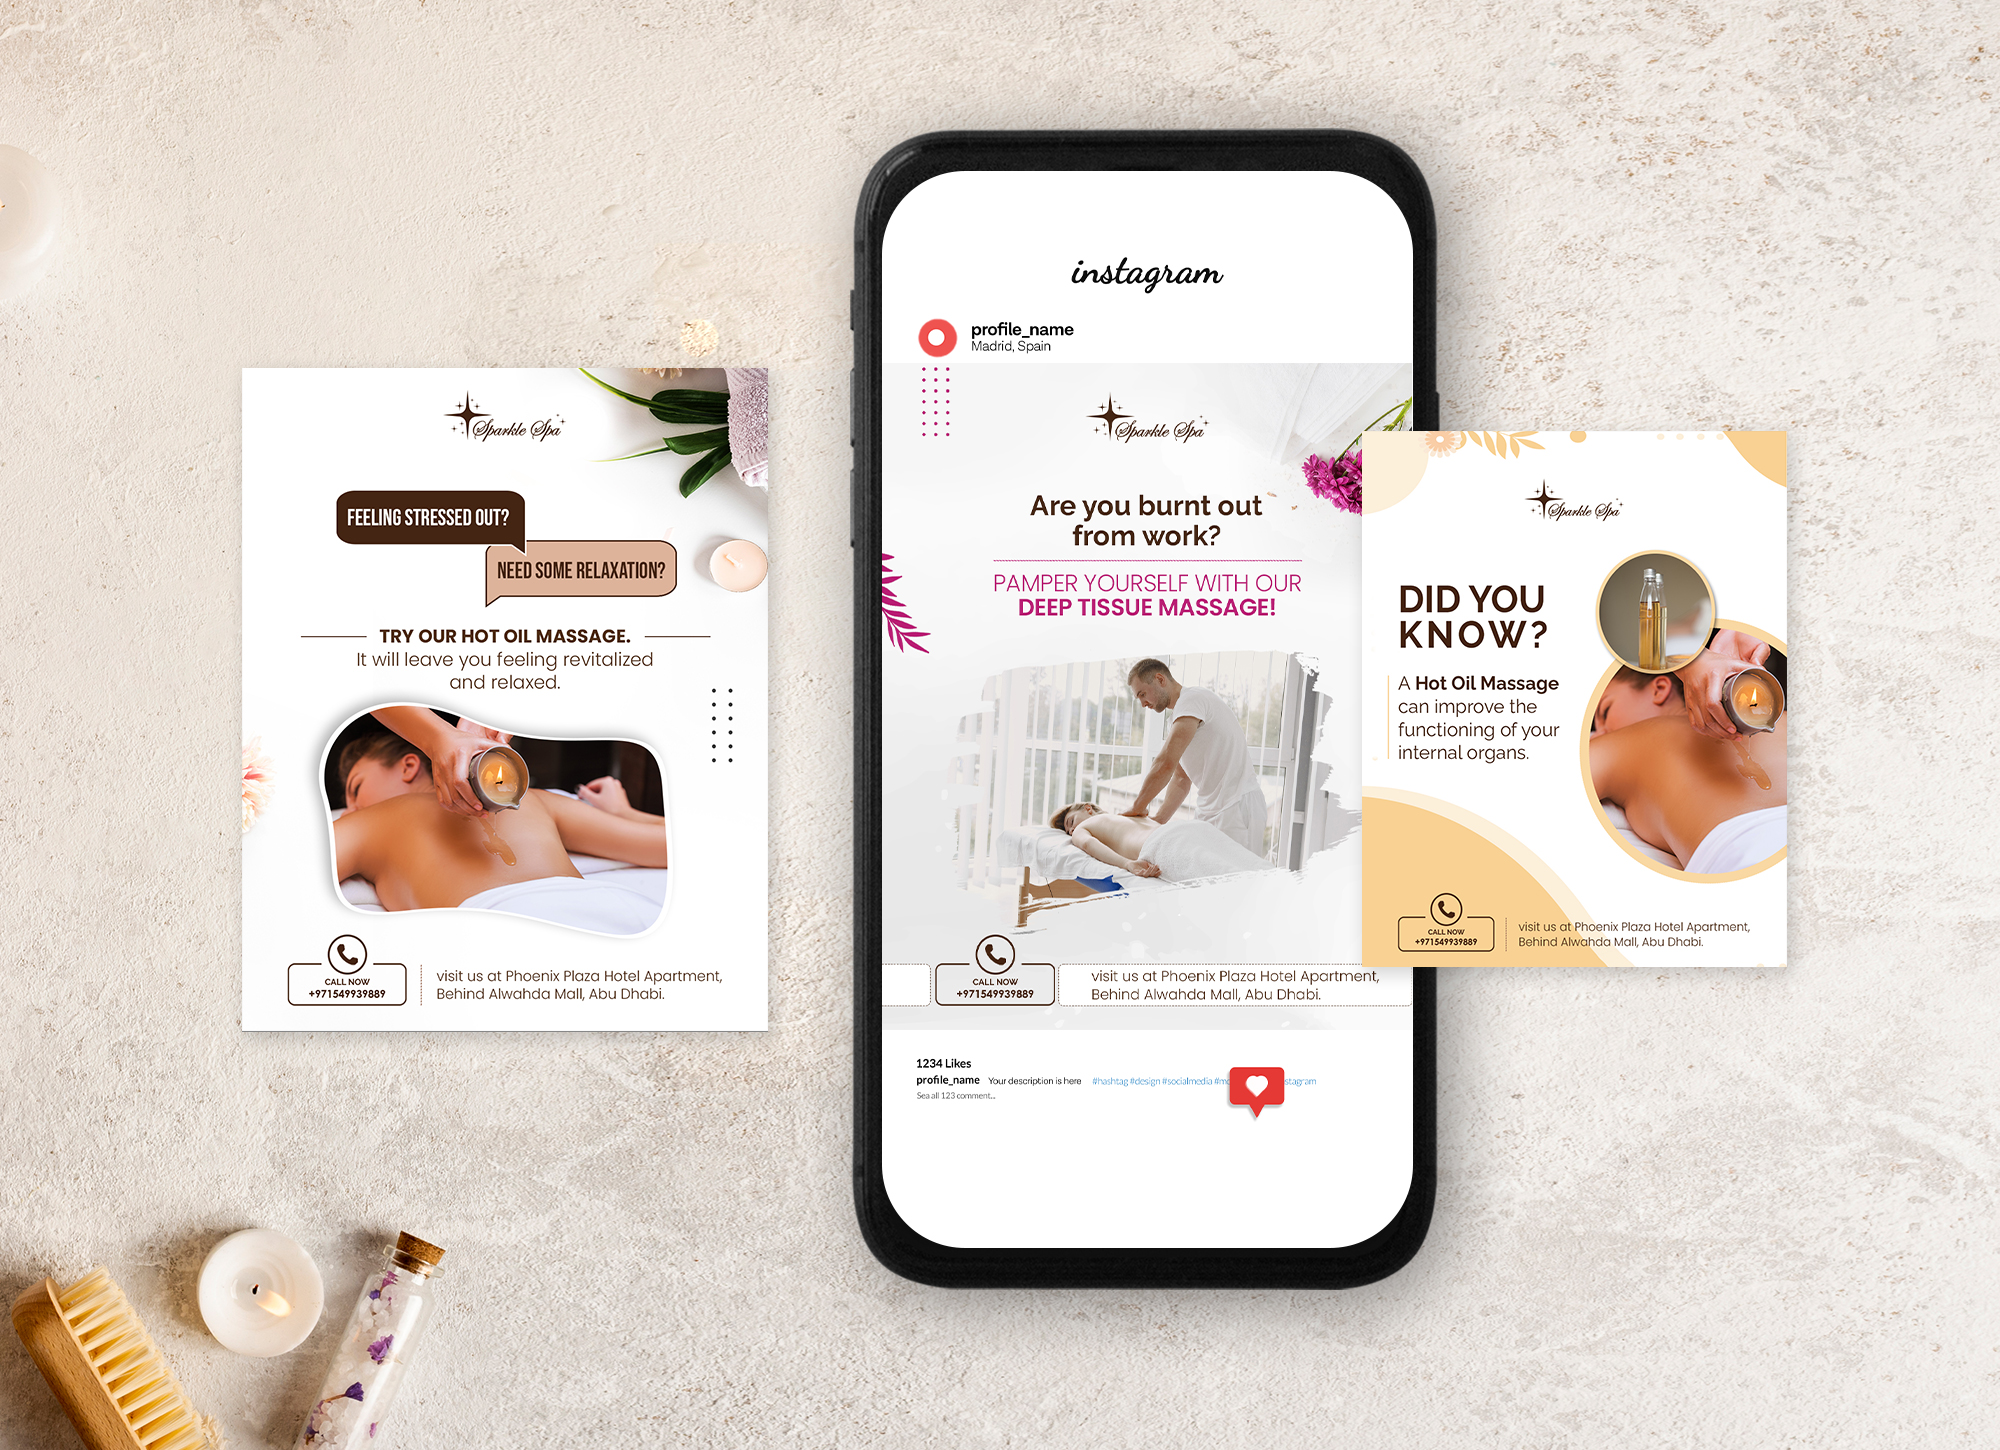 Sparkle Spa
FEELING STRESSED OUT?
NEED SOME RELAXATION?
TRY OUR HOT OIL MASSAGE.
It will leave you feeling revitalized
and relaxed.
CALL NOW
+971549939889
visit us at Phoenix Plaza Hotel Apartment,
Behind Alwahda Mall, Abu Dhabi.
instagram
profile_name
Madrid, Spain
Sparkle Spa
Are you burnt out
from work?
PAMPER YOURSELF WITH OUR
DEEP TISSUE MASSAGE!
CALL NOW
+971549939889
visit us at Phoenix Plaza Hotel Apartment,
Behind Alwahda Mall, Abu Dhabi.
1234 Likes
profile_name Your description is here #hashtag #design #socialmedia
See all 123 comment...
Sparkle Spa
DID YOU
KNOW?
A Hot Oil Massage
can improve the
functioning of your
internal organs.
CALL NOW
+971549939889
visit us at Phoenix Plaza Hotel Apartment,
Behind Alwahda Mall, Abu Dhabi.